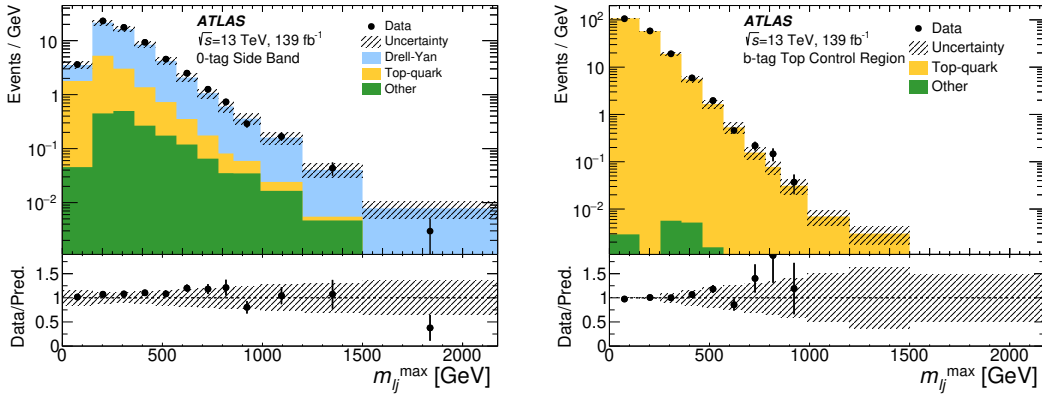 Events / GeV
10
1
10⁻¹
10⁻²
ATLAS
√s=13 TeV, 139 fb⁻¹
0-tag Side Band
Data
Uncertainty
Drell-Yan
Top-quark
Other
Data/Pred.
1.5
1
0.5
0
0 500 1000 1500 2000
m_lj^max [GeV]
Events / GeV
10²
10
1
10⁻¹
10⁻²
ATLAS
√s=13 TeV, 139 fb⁻¹
b-tag Top Control Region
Data
Uncertainty
Top-quark
Other
Data/Pred.
1.5
1
0.5
0
0 500 1000 1500 2000
m_lj^max [GeV]